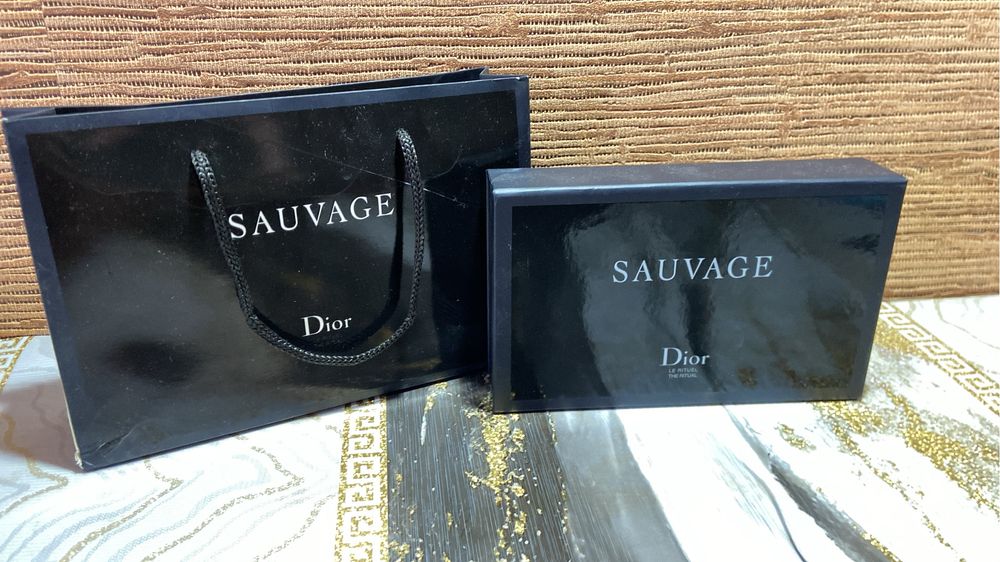 SAUVAGE
Dior
SAUVAGE
Dior
LE RITUEL
THE RITUAL